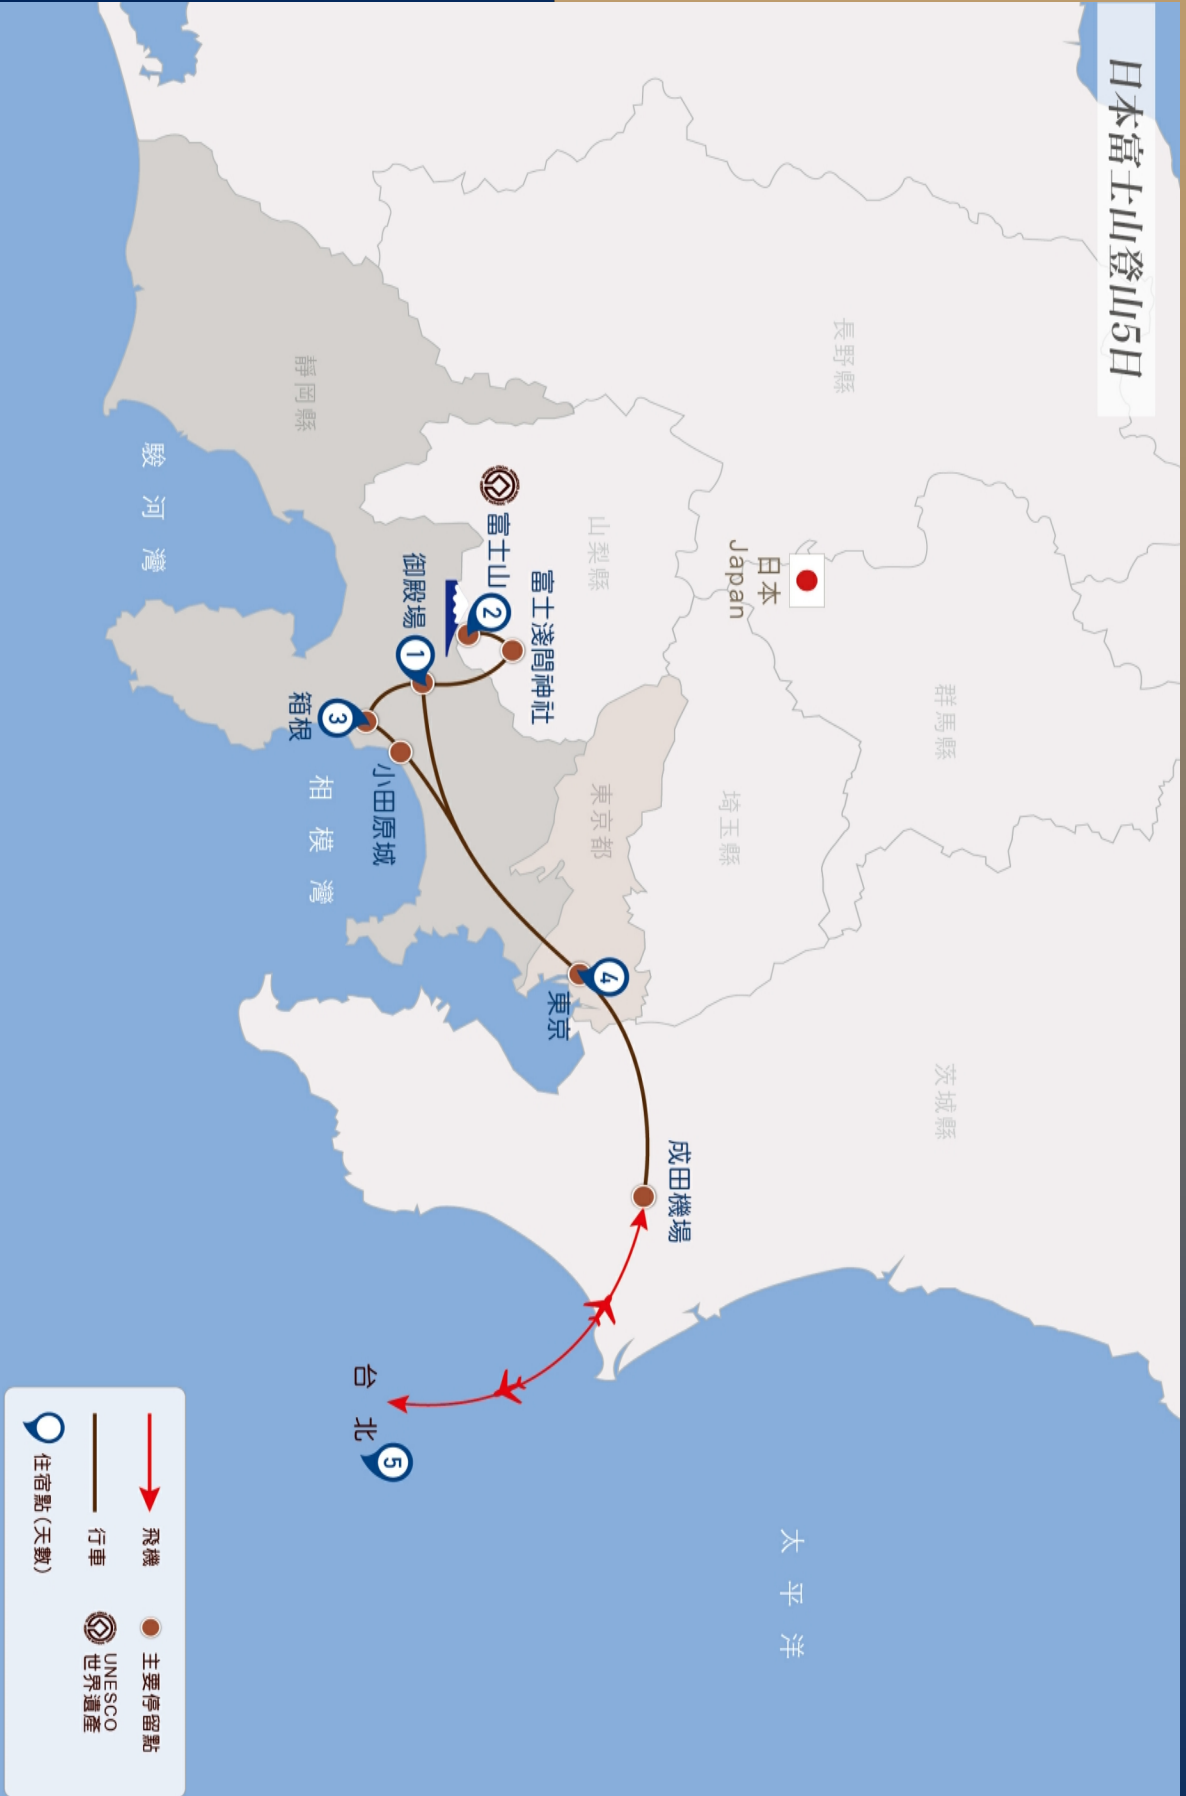 日本富士山登山5日
長野縣
群馬縣
茨城縣
日本
Japan
山梨縣
埼玉縣
東京都
靜岡縣
富士山
富士淺間神社
御殿場
箱根
小田原城
東京
成田機場
台北
駿河灣
相模灣
太平洋
1
2
3
4
5
飛機
主要停留點
行車
UNESCO
世界遺產
住宿點(天數)